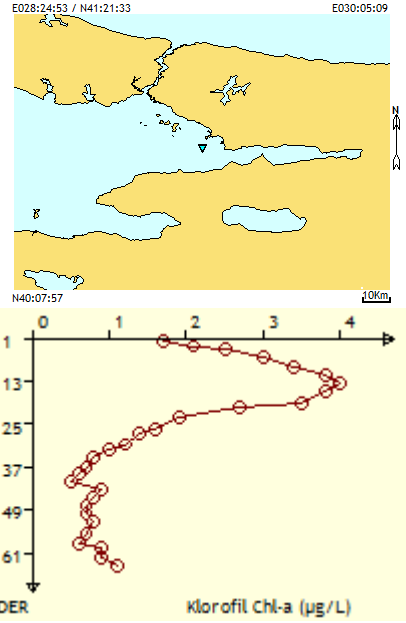 E028:24:53 / N41:21:33 E030:05:09
N
N40:07:57 10Km
0 1 2 3 4
1
13
25
37
49
61
DER Klorofil Chl-a (µg/L)